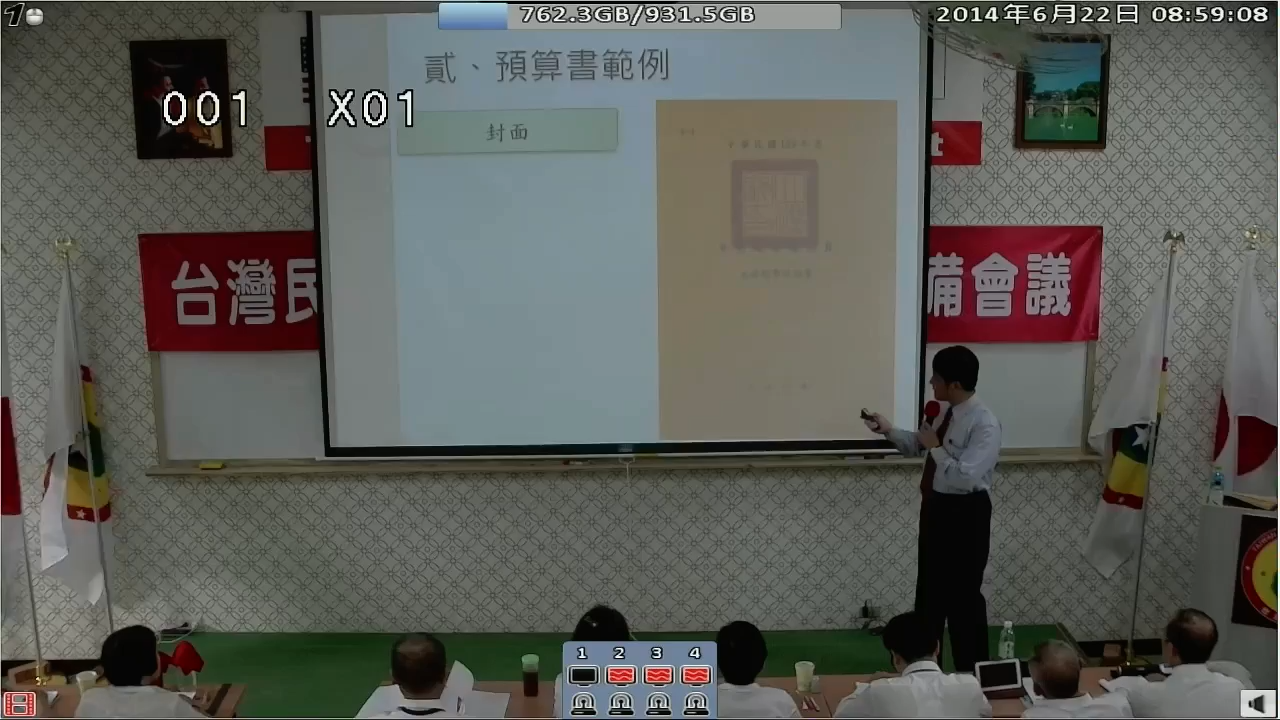 1
762.3GB/931.5GB
2014年6月22日 08:59:08
貳、預算書範例
001 X01
封面
台灣民
備會議
1 2 3 4